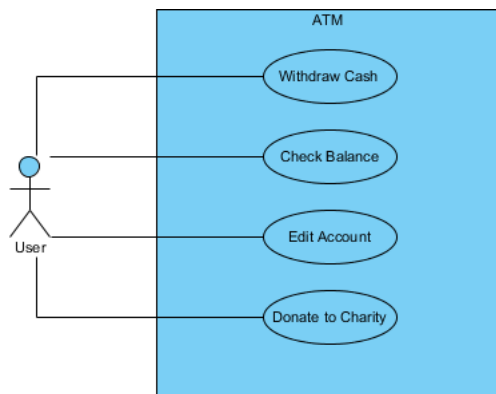 ATM
Withdraw Cash
Check Balance
Edit Account
User
Donate to Charity